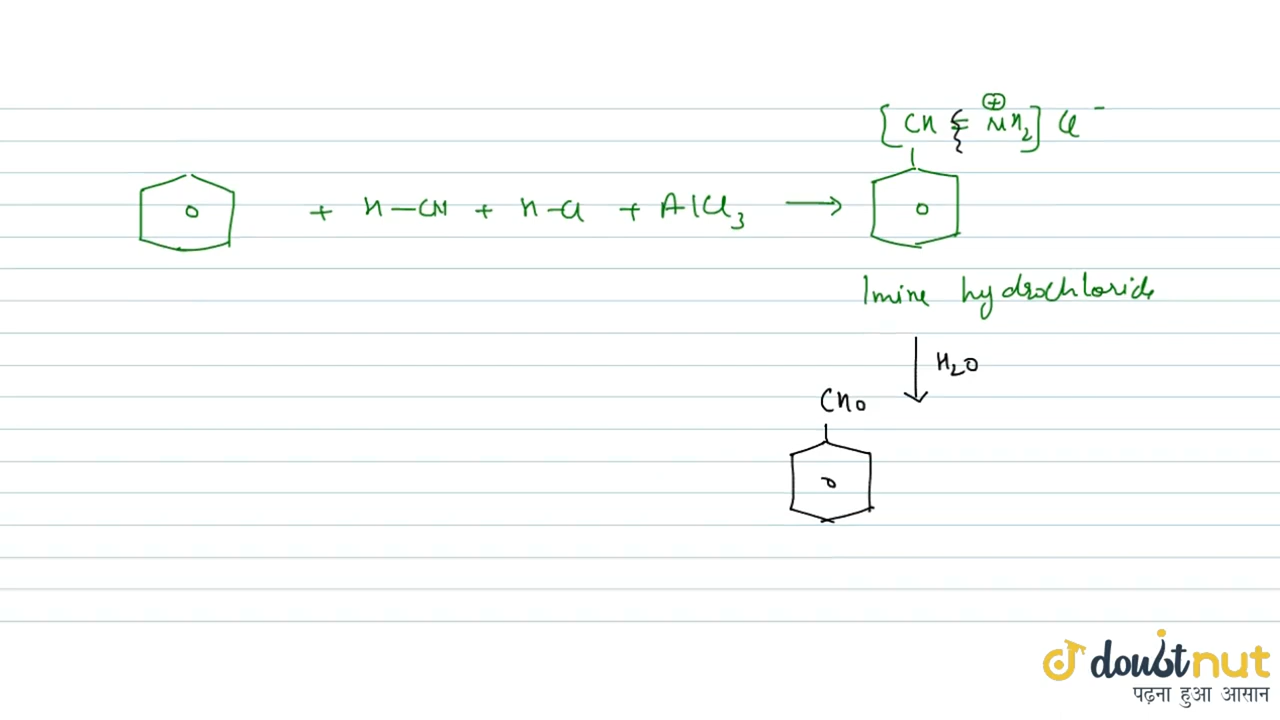 [CH = N⊕H2] Cl⁻
+ H—CN + H—Cl + AlCl3 →
Imine hydrochloride
H2O
CHO
doubtnut
पढ़ना हुआ आसान